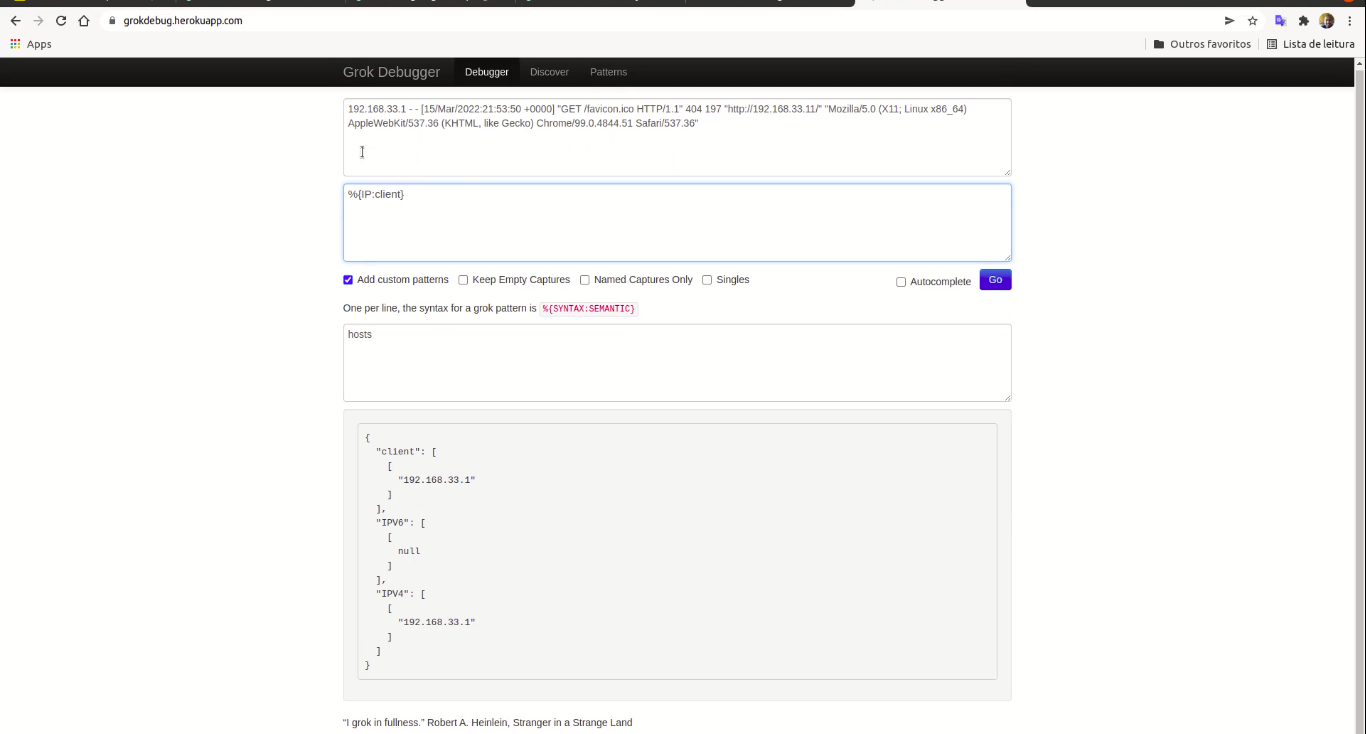 grokdebug.herokuapp.com
Apps
Outros favoritos
Lista de leitura
Grok Debugger Debugger Discover Patterns
192.168.33.1 - - [15/Mar/2022:21:53:50 +0000] "GET /favicon.ico HTTP/1.1" 404 197 "http://192.168.33.11/" "Mozilla/5.0 (X11; Linux x86_64)
AppleWebKit/537.36 (KHTML, like Gecko) Chrome/99.0.4844.51 Safari/537.36"
%{IP:client}
Add custom patterns Keep Empty Captures Named Captures Only Singles Autocomplete Go
One per line, the syntax for a grok pattern is %{SYNTAX:SEMANTIC}
hosts
{
"client": [
[
"192.168.33.1"
]
],
"IPV6": [
[
null
]
],
"IPV4": [
[
"192.168.33.1"
]
]
}
“I grok in fullness.” Robert A. Heinlein, Stranger in a Strange Land